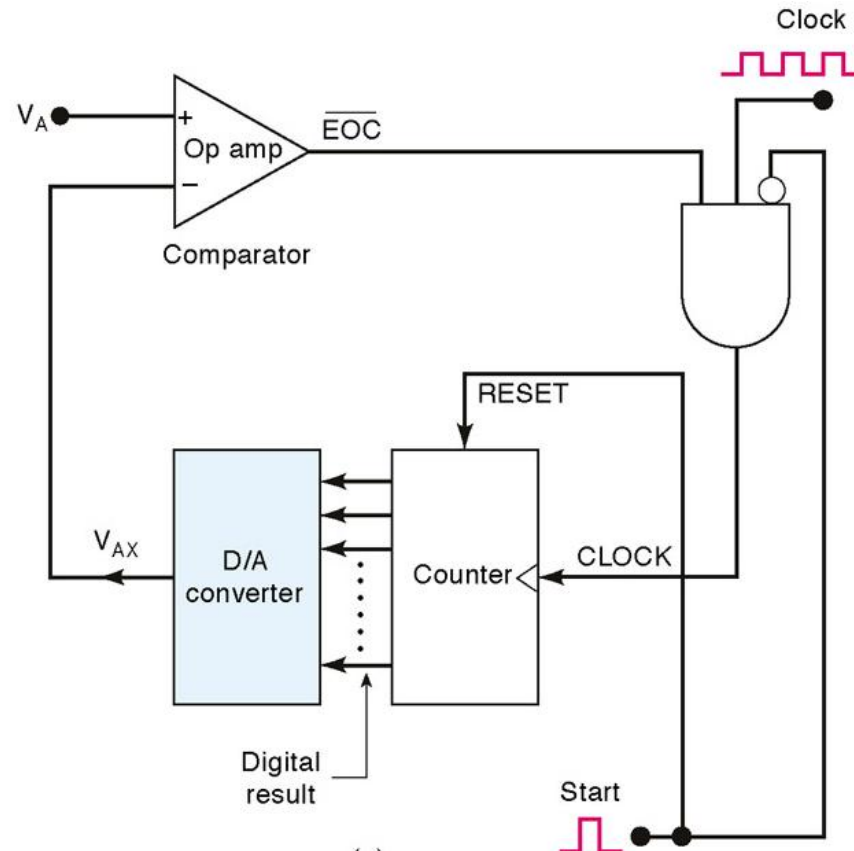 Clock
VA
+
Op amp
−
EOC
Comparator
RESET
VAX
D/A
converter
Counter
CLOCK
Digital
result
Start